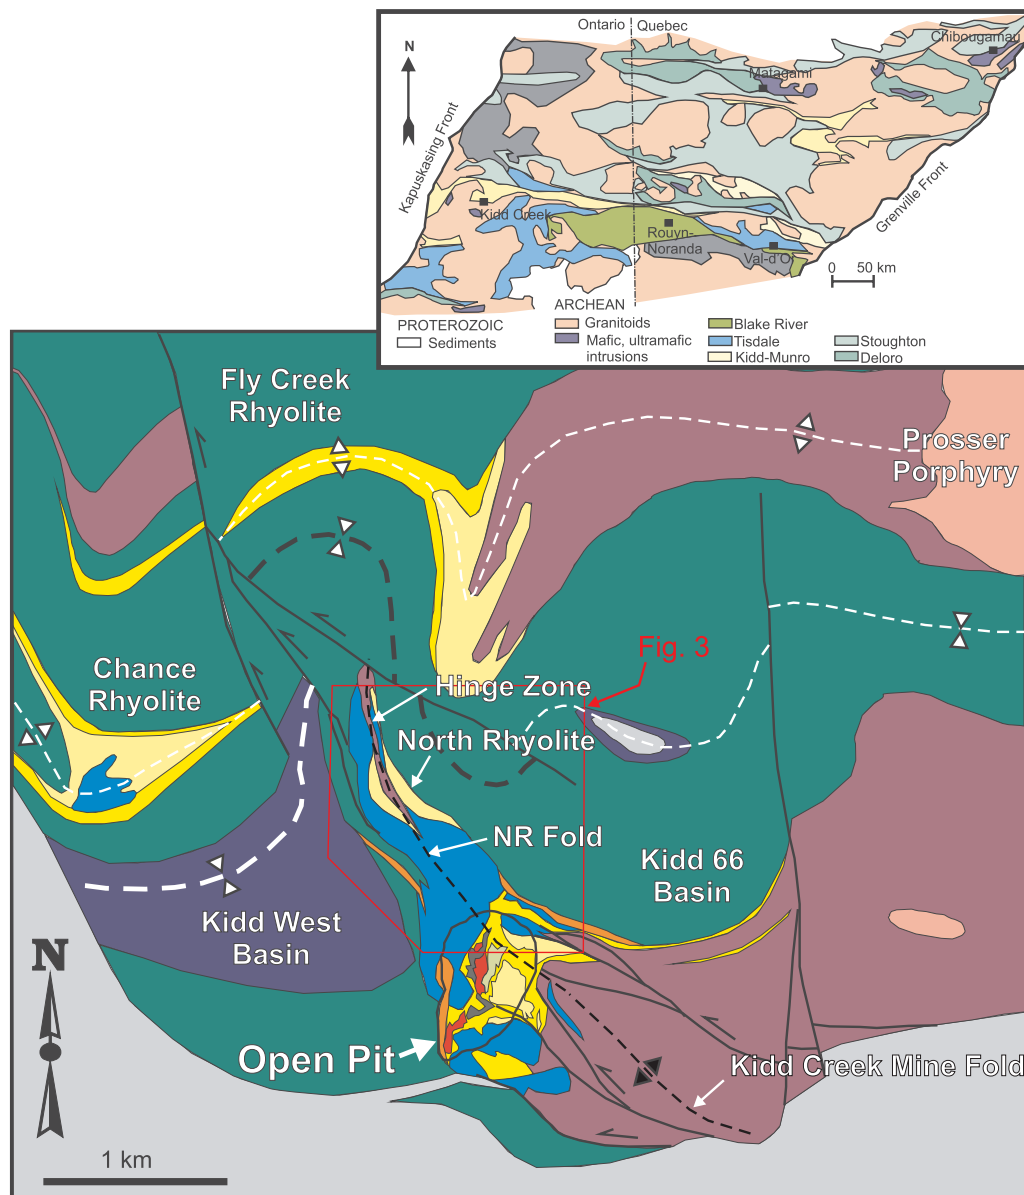 Ontario Quebec
Chibougamau
N
Matagami
Kapuskasing Front
Kidd Creek
Rouyn-
Noranda
Val-d'Or
Grenville Front
0 50 km
ARCHEAN
PROTEROZOIC
Sediments
Granitoids
Mafic, ultramafic
intrusions
Blake River
Tisdale
Kidd-Munro
Stoughton
Deloro
Fly Creek
Rhyolite
Prosser
Porphyry
Fig. 3
Chance
Rhyolite
Hinge Zone
North Rhyolite
NR Fold
Kidd 66
Basin
Kidd West
Basin
N
Open Pit
Kidd Creek Mine Fold
1 km